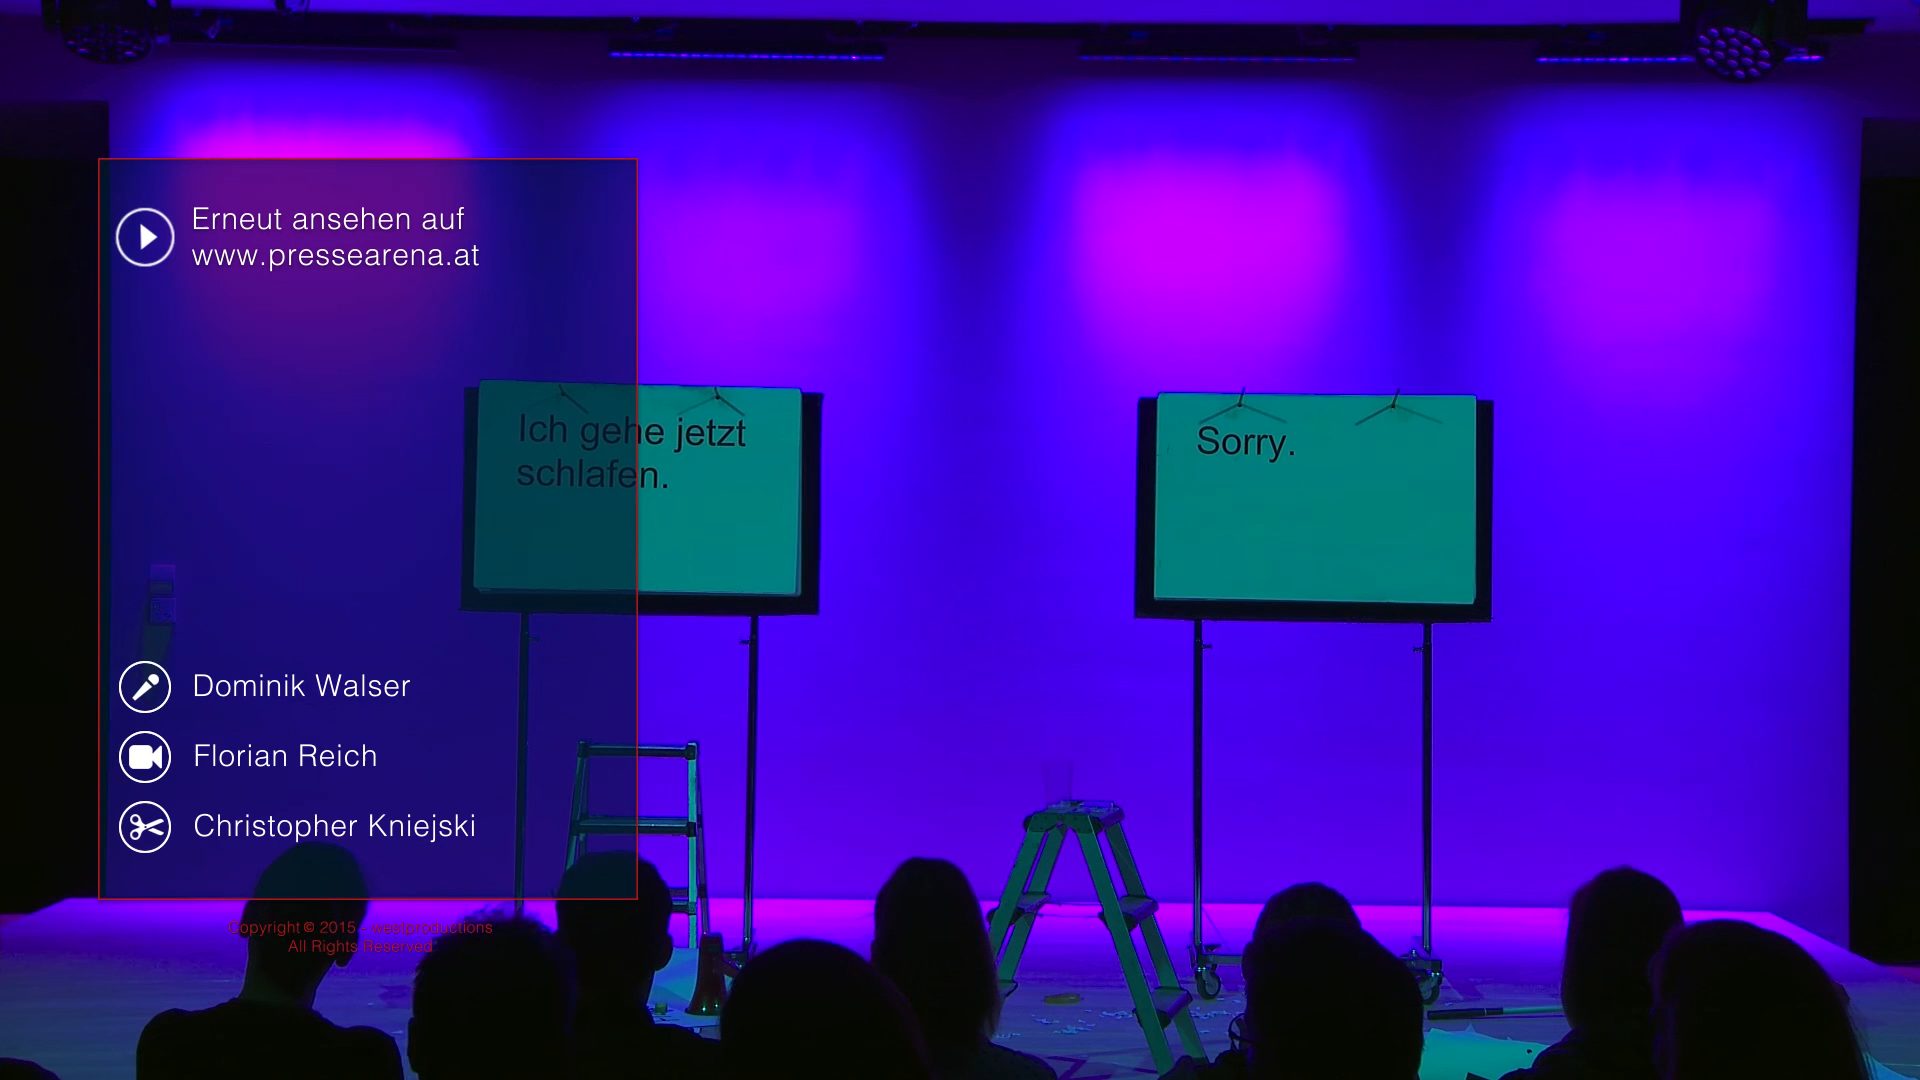 Erneut ansehen auf
www.pressearena.at
Ich gehe jetzt
schlafen.
Sorry.
Dominik Walser
Florian Reich
Christopher Kniejski
Copyright © 2015 - westproductions
All Rights Reserved